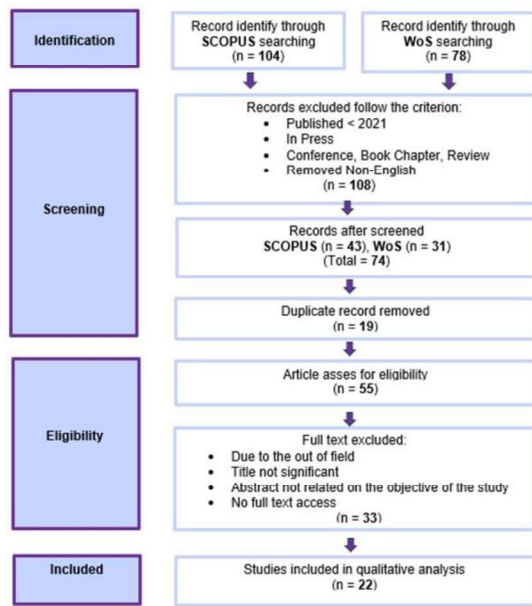 Identification
Record identify through
SCOPUS searching
(n = 104)
Record identify through
WoS searching
(n = 78)
Screening
Records excluded follow the criterion:
• Published < 2021
• In Press
• Conference, Book Chapter, Review
• Removed Non-English
(n = 108)
Records after screened
SCOPUS (n = 43), WoS (n = 31)
(Total = 74)
Duplicate record removed
(n = 19)
Eligibility
Article asses for eligibility
(n = 55)
Full text excluded:
• Due to the out of field
• Title not significant
• Abstract not related on the objective of the study
• No full text access
(n = 33)
Included
Studies included in qualitative analysis
(n = 22)